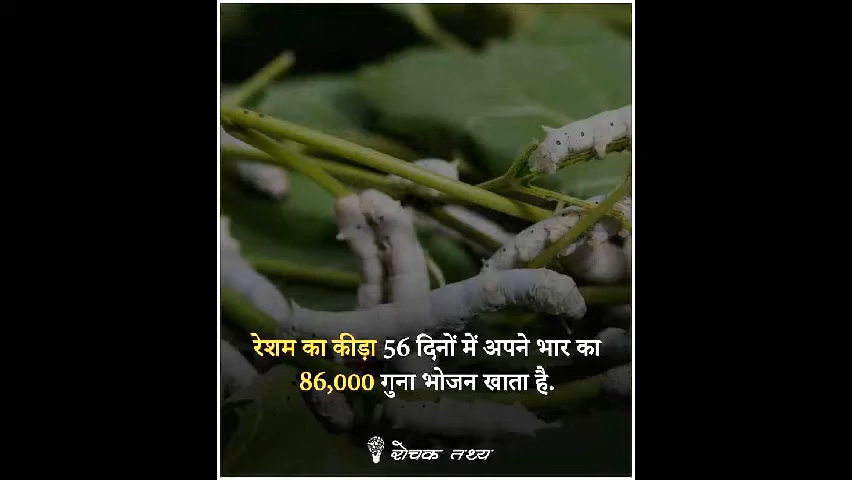 रेशम का कीड़ा 56 दिनों में अपने भार का
86,000 गुना भोजन खाता है.
रोचक तथ्य